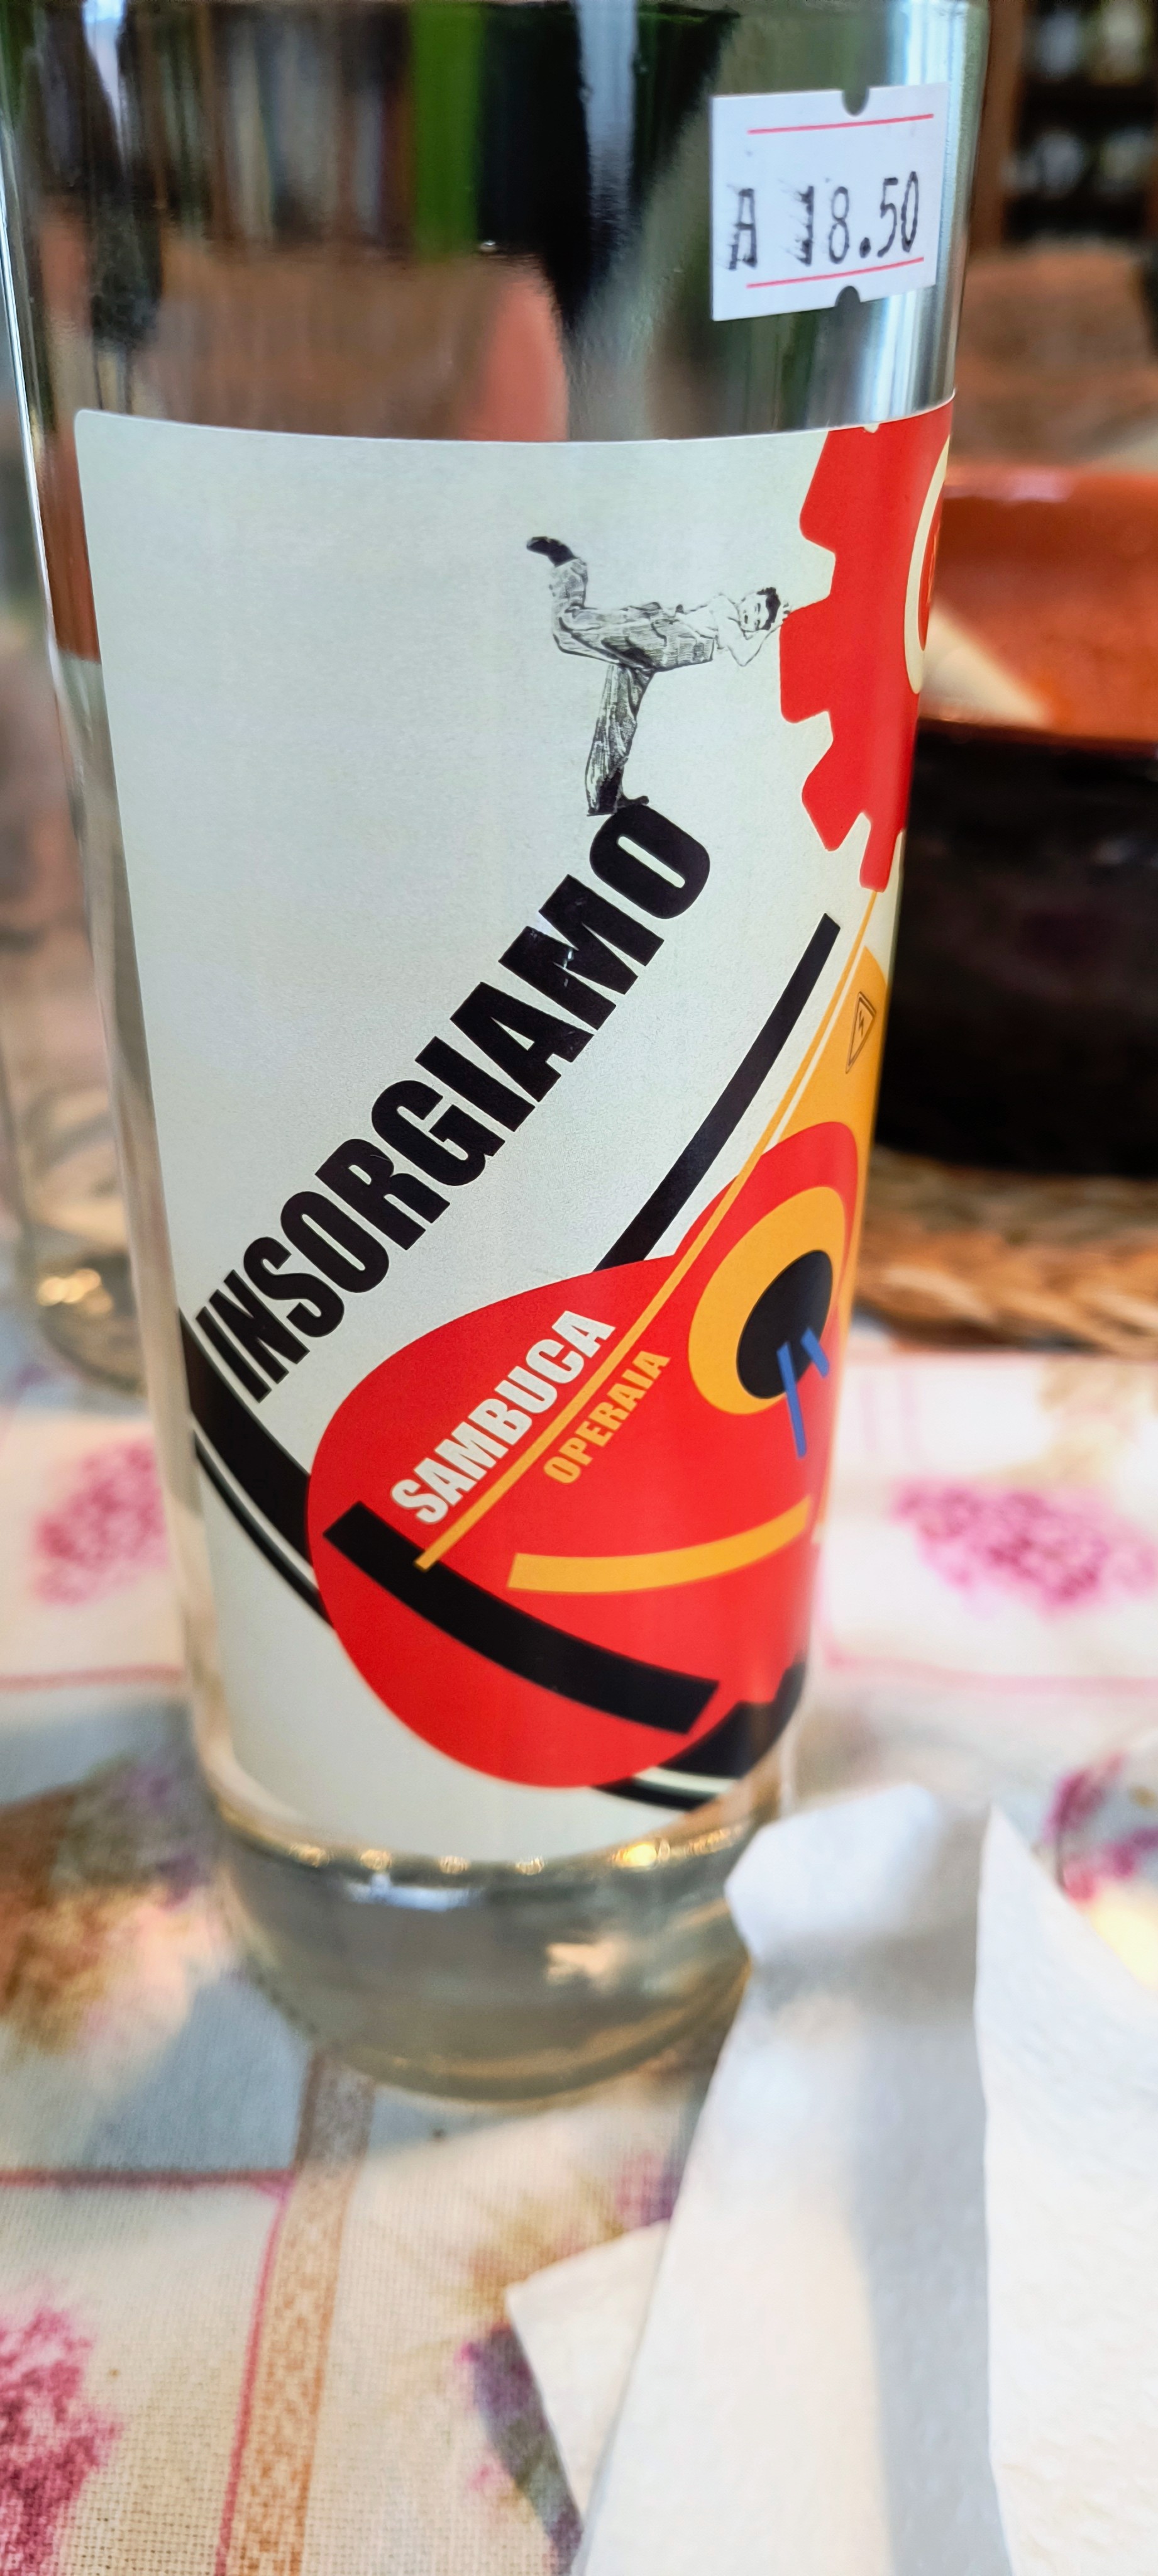 A 18.50
INSORGIAMO
SAMBUCA
OPERAIA